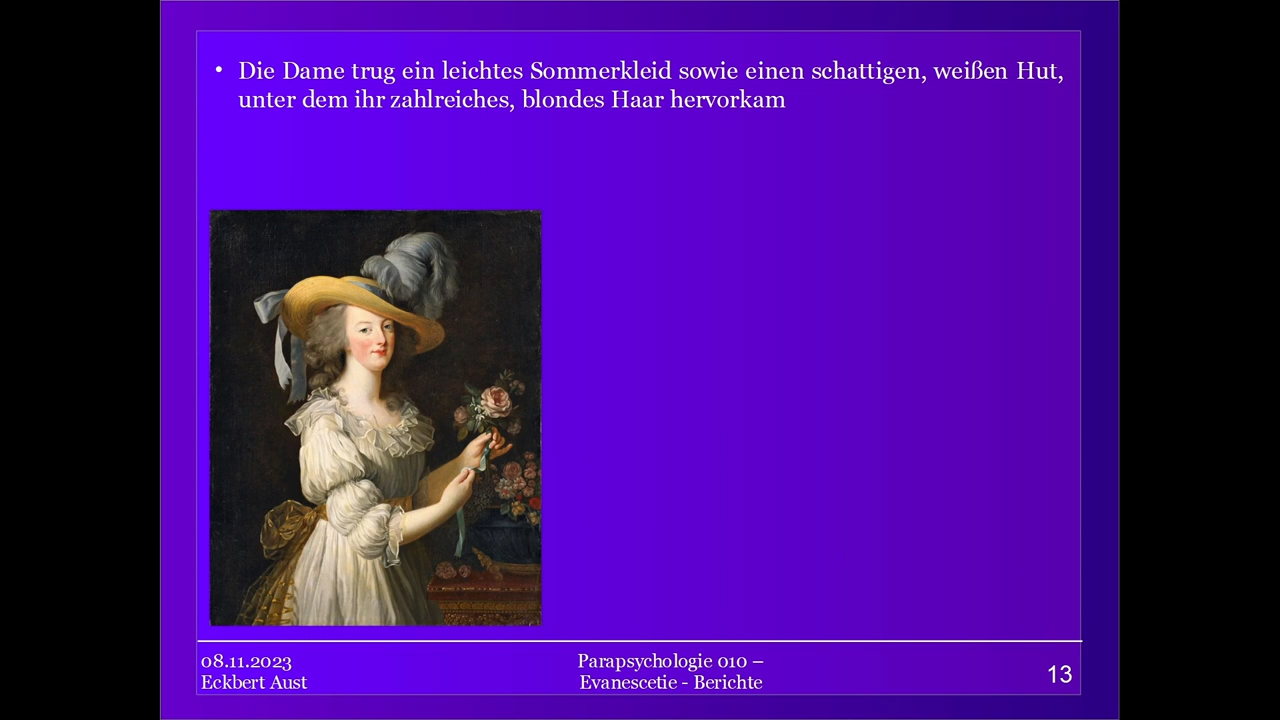 • Die Dame trug ein leichtes Sommerkleid sowie einen schattigen, weißen Hut,
unter dem ihr zahlreiches, blondes Haar hervorkam
08.11.2023
Eckbert Aust
Parapsychologie 010 –
Evanescetie - Berichte
13